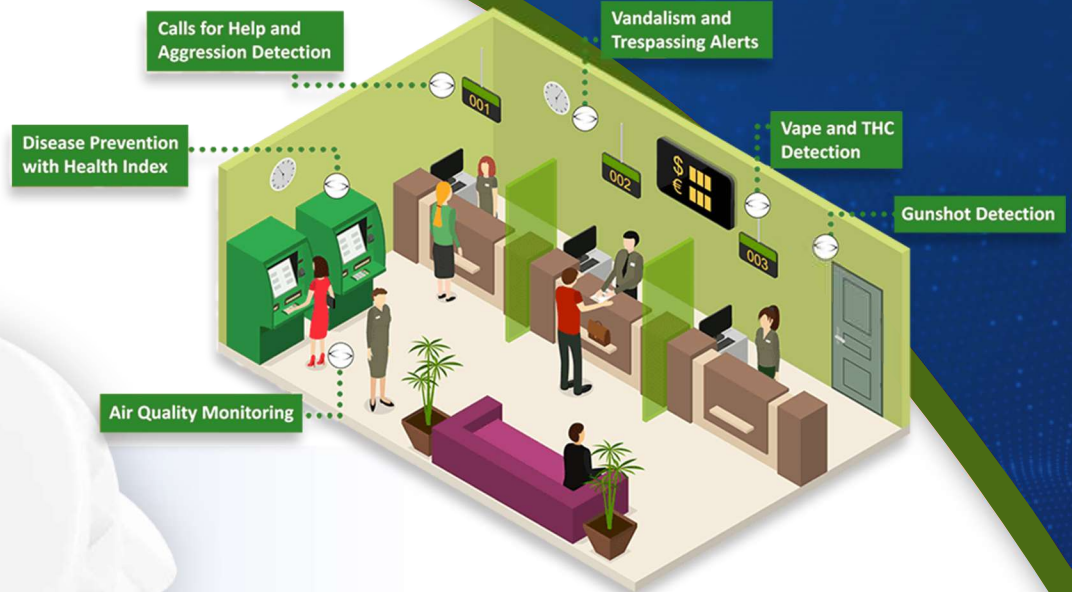 Calls for Help and
Aggression Detection
Vandalism and
Trespassing Alerts
Disease Prevention
with Health Index
Vape and THC
Detection
Gunshot Detection
Air Quality Monitoring
001
002
003
$
€